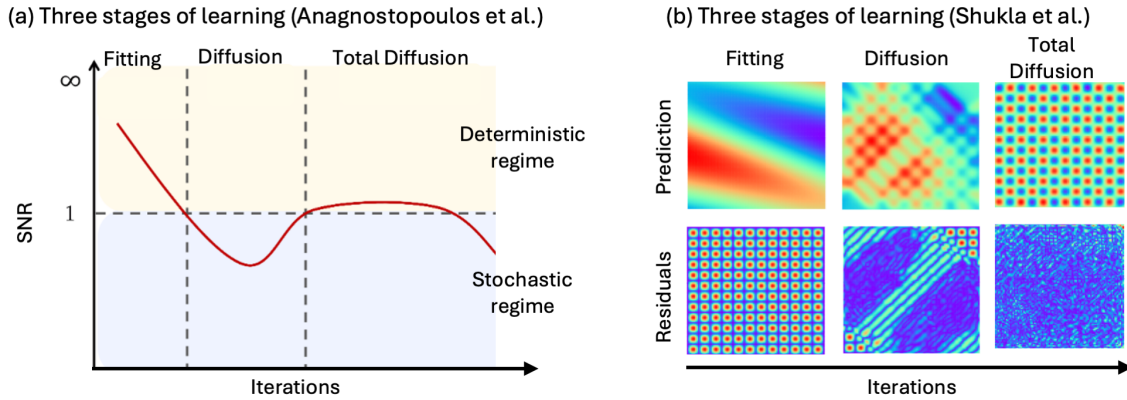 (a) Three stages of learning (Anagnostopoulos et al.)
Fitting
Diffusion
Total Diffusion
∞
1
SNR
Deterministic
regime
Stochastic
regime
Iterations
(b) Three stages of learning (Shukla et al.)
Fitting
Diffusion
Total
Diffusion
Prediction
Residuals
Iterations